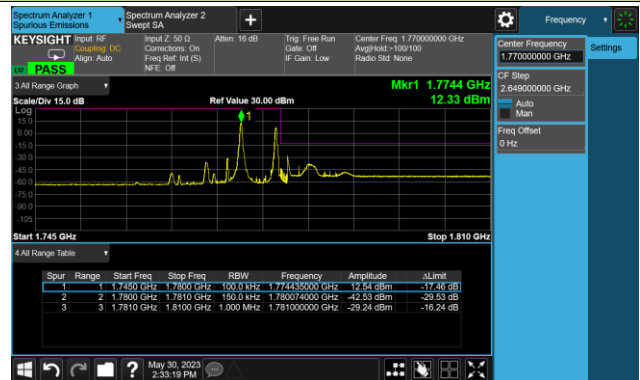 Spectrum Analyzer 1
Spurious Emissions
Spectrum Analyzer 2
Swept SA
+
Frequency
KEYSIGHT
Input: RF
Coupling: DC
Align: Auto
Input Z: 50 Ω
Corrections: On
Freq Ref: Int (S)
NFE: Off
Atten: 16 dB
Trig: Free Run
Gate: Off
IF Gain: Low
Center Freq: 1.770000000 GHz
Avg|Hold:>100/100
Radio Std: None
LXI PASS
Center Frequency
1.770000000 GHz
Settings
CF Step
2.649000000 GHz
Auto
Man
Freq Offset
0 Hz
3 All Range Graph
Mkr1 1.7744 GHz
12.33 dBm
Scale/Div 15.0 dB
Ref Value 30.00 dBm
Log
1
15.0
0.00
-15.0
-30.0
-45.0
-60.0
-75.0
-90.0
-105
Start 1.745 GHz
Stop 1.810 GHz
4 All Range Table
Spur Range Start Freq Stop Freq RBW Frequency Amplitude ΔLimit
1 1 1.7450 GHz 1.7800 GHz 100.0 kHz 1.774435000 GHz 12.54 dBm -17.46 dB
2 2 1.7800 GHz 1.7810 GHz 150.0 kHz 1.780074000 GHz -42.53 dBm -29.53 dB
3 3 1.7810 GHz 1.8100 GHz 1.000 MHz 1.781000000 GHz -29.24 dBm -16.24 dB
?
May 30, 2023
2:33:19 PM